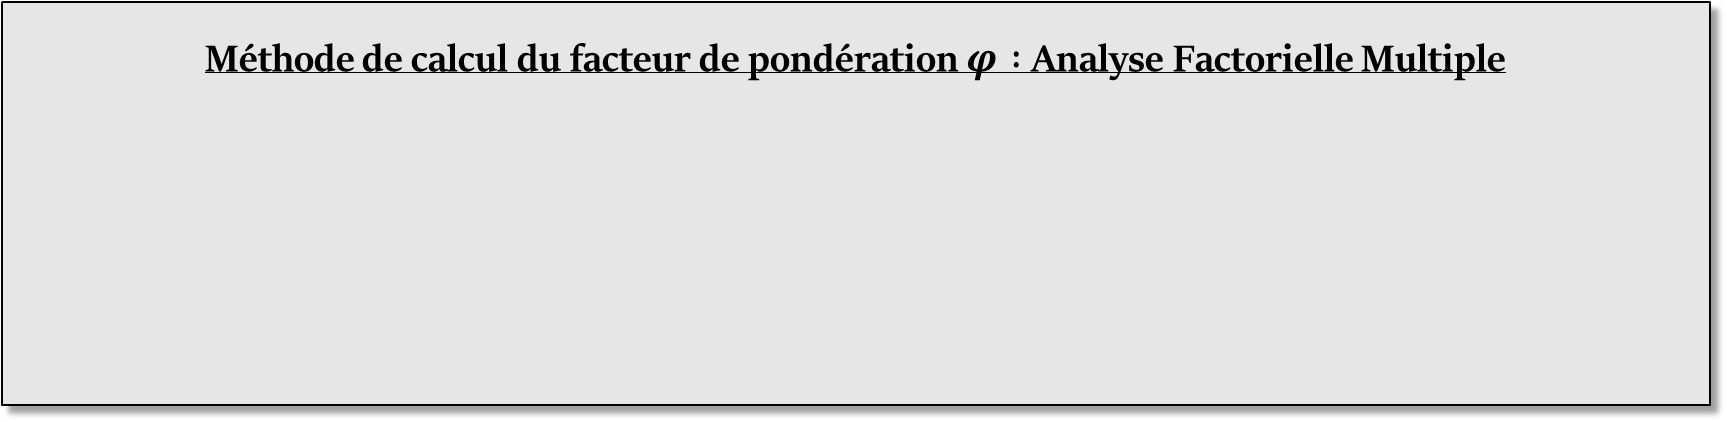 Méthode de calcul du facteur de pondération φ : Analyse Factorielle Multiple